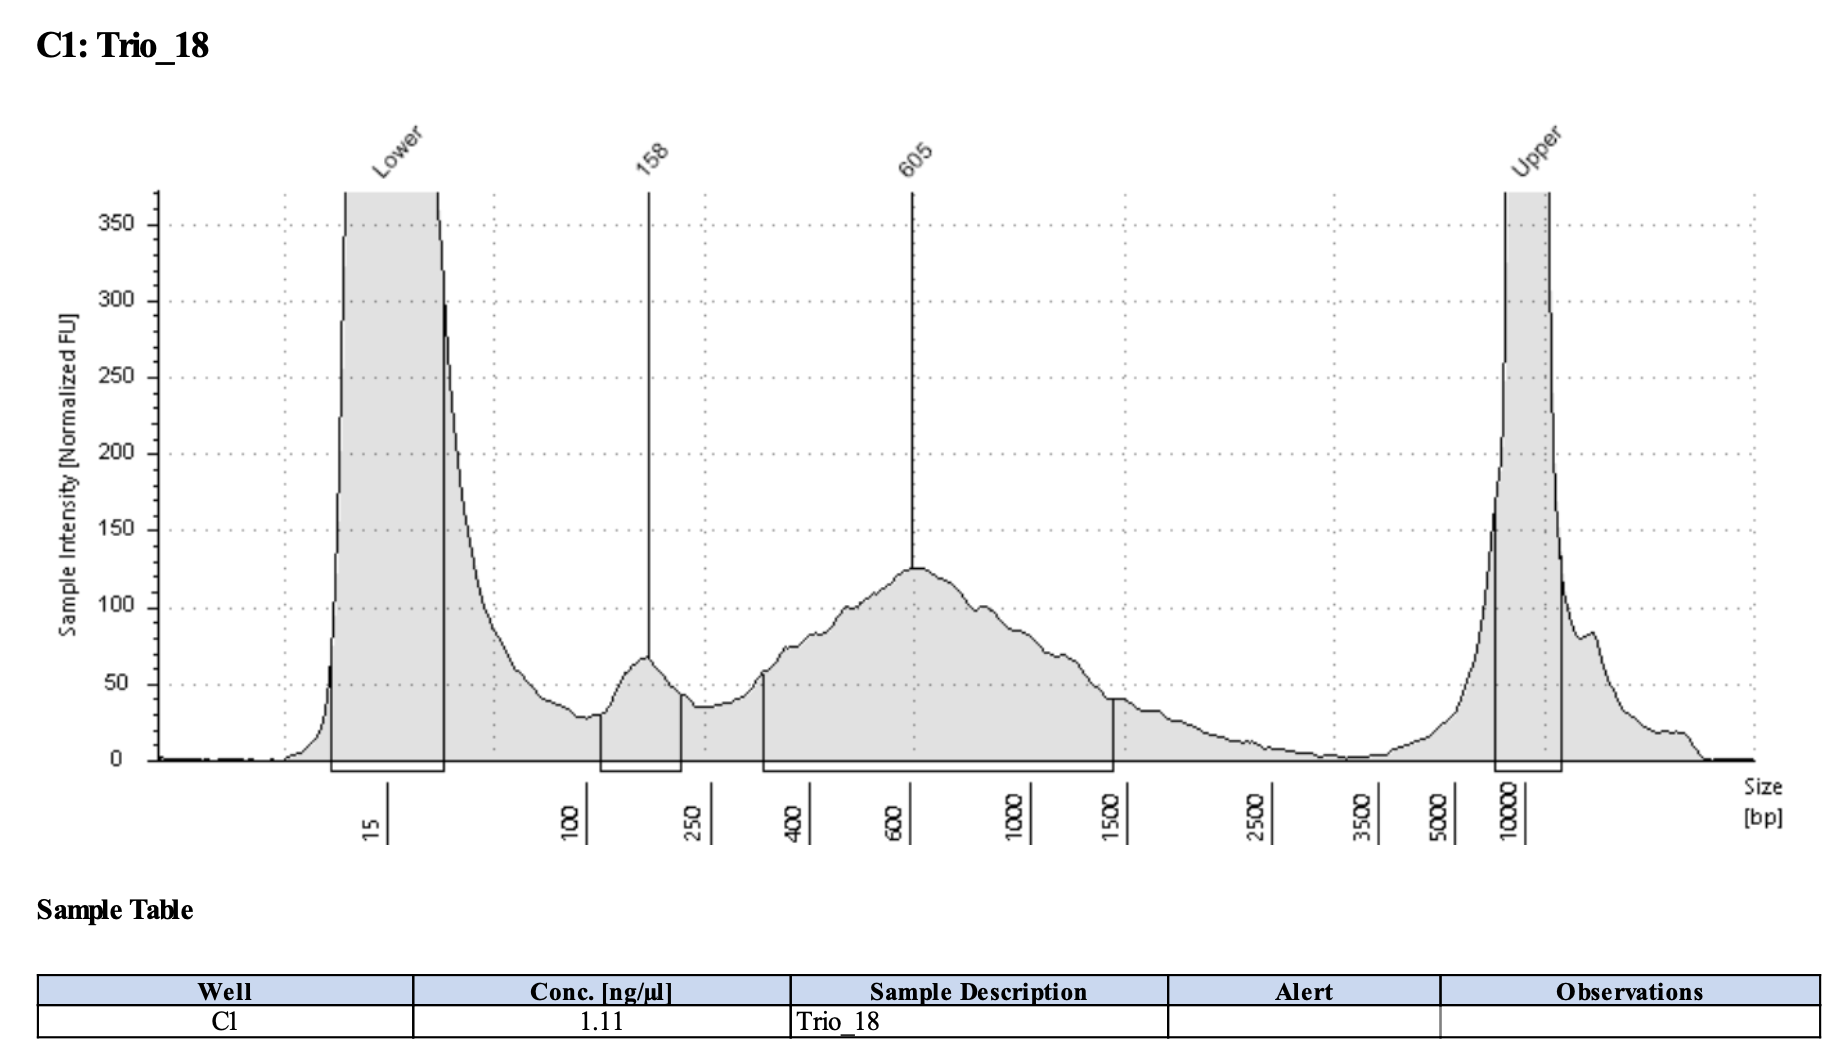 C1: Trio_18
Lower
158
605
Upper
Sample Intensity [Normalized FU]
350
300
250
200
150
100
50
0
15
100
250
400
600
1000
1500
2500
3500
5000
10000
Size
[bp]
Sample Table
Well Conc. [ng/µl] Sample Description Alert Observations
C1 1.11 Trio_18